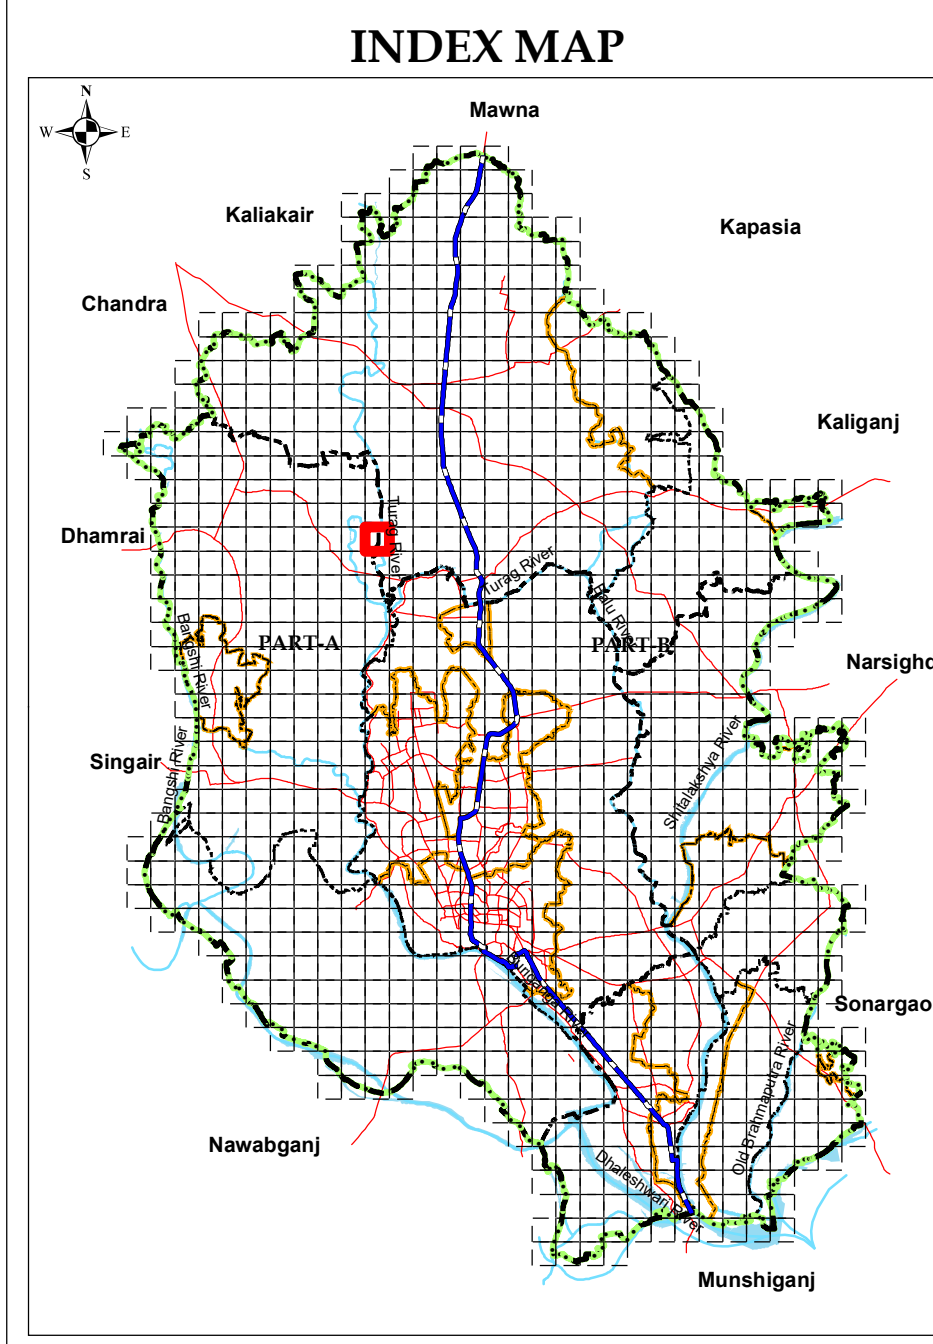 INDEX MAP
N
W E
S
Mawna
Kaliakair
Kapasia
Chandra
Kaliganj
Dhamrai
Turag River
Turag River
Balu River
Bangshi River
PART-A
PART-B
Narsighd
Shitalakshya River
Singair
Bangshi River
Buriganga River
Sonargao
Old Brahmaputra River
Nawabganj
Dhaleshwari River
Munshiganj